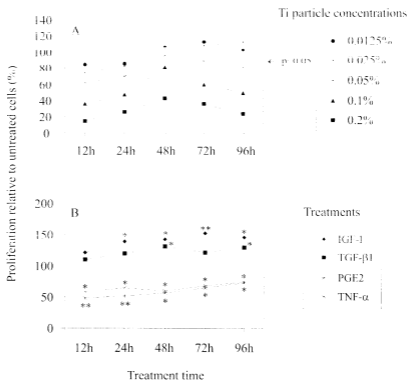 Ti particle concentrations
A
140
120
100
80
60
40
20
0
0.0125%
0.025%
0.05%
0.1%
0.2%
12h 24h 48h 72h 96h
Proliferation relative to untreated cells (%)
B
200
150
100
50
0
Treatments
IGF-1
TGF-β1
PGE2
TNF-α
12h 24h 48h 72h 96h
Treatment time